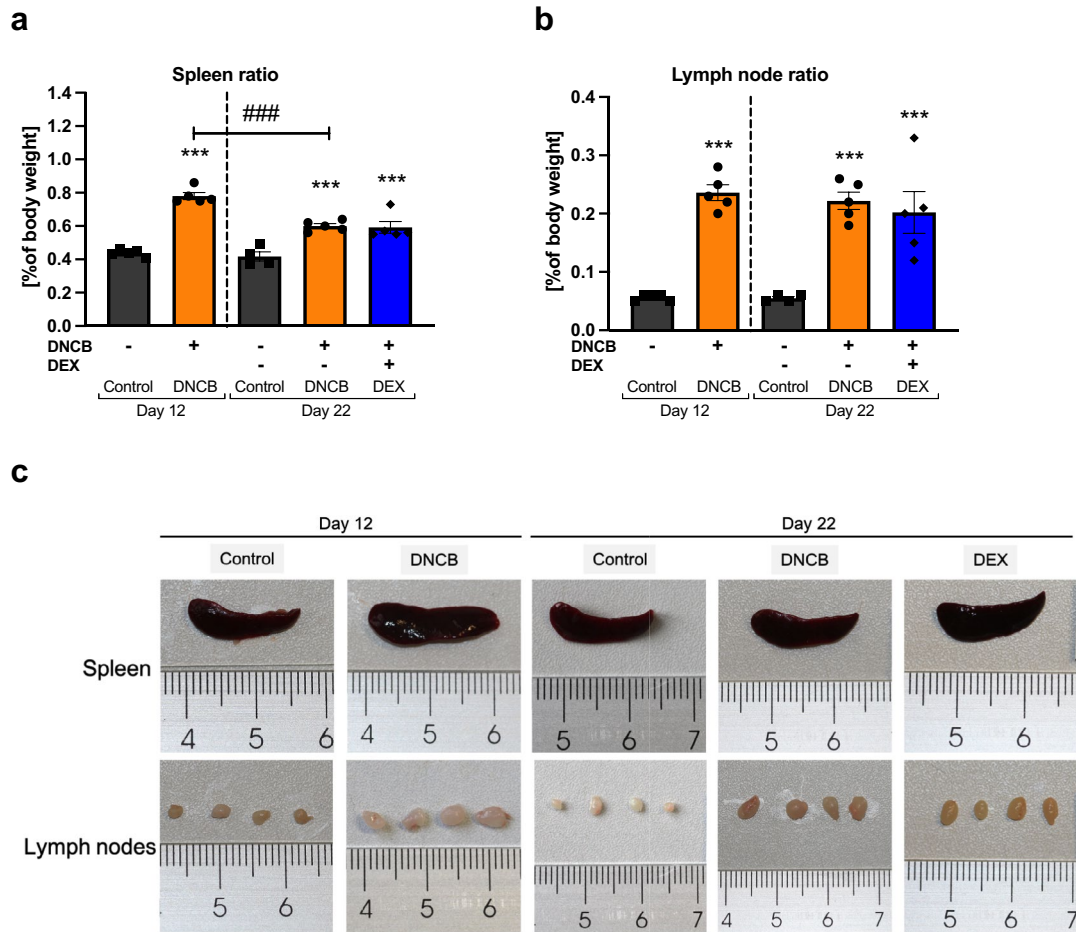 a
Spleen ratio
[%of body weight]
1.4
1.2
1.0
0.8
0.6
0.4
0.2
0.0
###
*** *** ***
DNCB - + - + +
DEX - - +
Control DNCB Control DNCB DEX
Day 12 Day 22
b
Lymph node ratio
[%of body weight]
0.4
0.3
0.2
0.1
0.0
*** *** ***
DNCB - + - + +
DEX - - +
Control DNCB Control DNCB DEX
Day 12 Day 22
c
Day 12 Day 22
Control DNCB Control DNCB DEX
Spleen
4 5 6 4 5 6 5 6 7 5 6 5 6
Lymph nodes
5 6 4 5 6 5 6 7 4 5 6 7 5 6 7